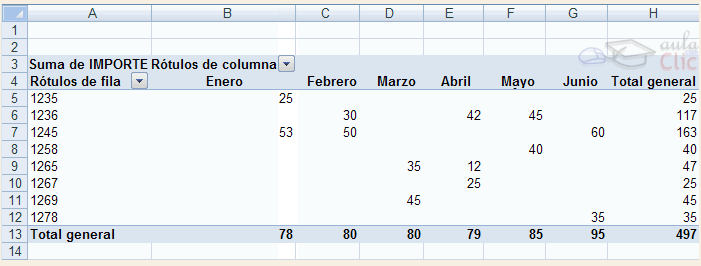 A B C D E F G H
1
2
3 Suma de IMPORTE Rótulos de columna
4 Rótulos de fila Enero Febrero Marzo Abril Mayo Junio Total general
5 1235 25 25
6 1236 30 42 45 117
7 1245 53 50 60 163
8 1258 40 40
9 1265 35 12 47
10 1267 25 25
11 1269 45 45
12 1278 35 35
13 Total general 78 80 80 79 85 95 497
14
aula
Clic